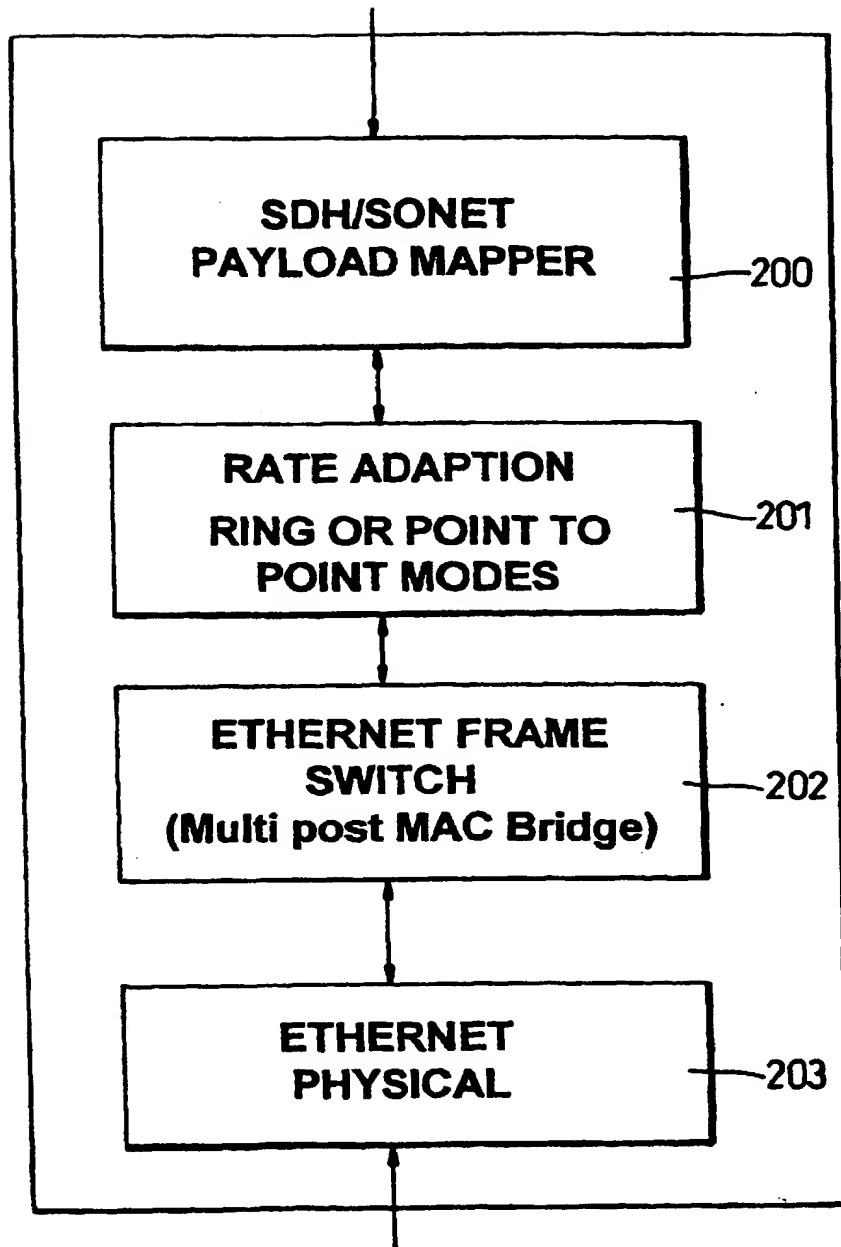 SDH/SONET
PAYLOAD MAPPER
200
RATE ADAPTION
RING OR POINT TO
POINT MODES
201
ETHERNET FRAME
SWITCH
(Multi post MAC Bridge)
202
ETHERNET
PHYSICAL
203